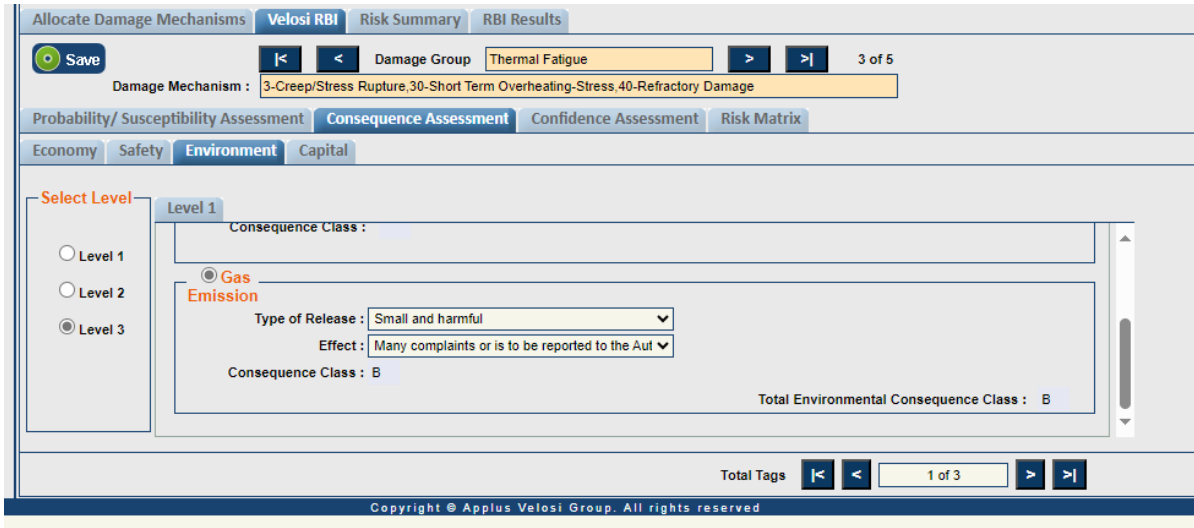 Allocate Damage Mechanisms Velosi RBI Risk Summary RBI Results
Save |< < Damage Group Thermal Fatigue > >| 3 of 5
Damage Mechanism : 3-Creep/Stress Rupture,30-Short Term Overheating-Stress,40-Refractory Damage
Probability/ Susceptibility Assessment Consequence Assessment Confidence Assessment Risk Matrix
Economy Safety Environment Capital
Select Level
Level 1
Level 2
Level 3
Level 1
Consequence Class :
Gas
Emission
Type of Release : Small and harmful
Effect : Many complaints or is to be reported to the Aut
Consequence Class : B
Total Environmental Consequence Class : B
Total Tags |< < 1 of 3 > >|
Copyright © Applus Velosi Group. All rights reserved